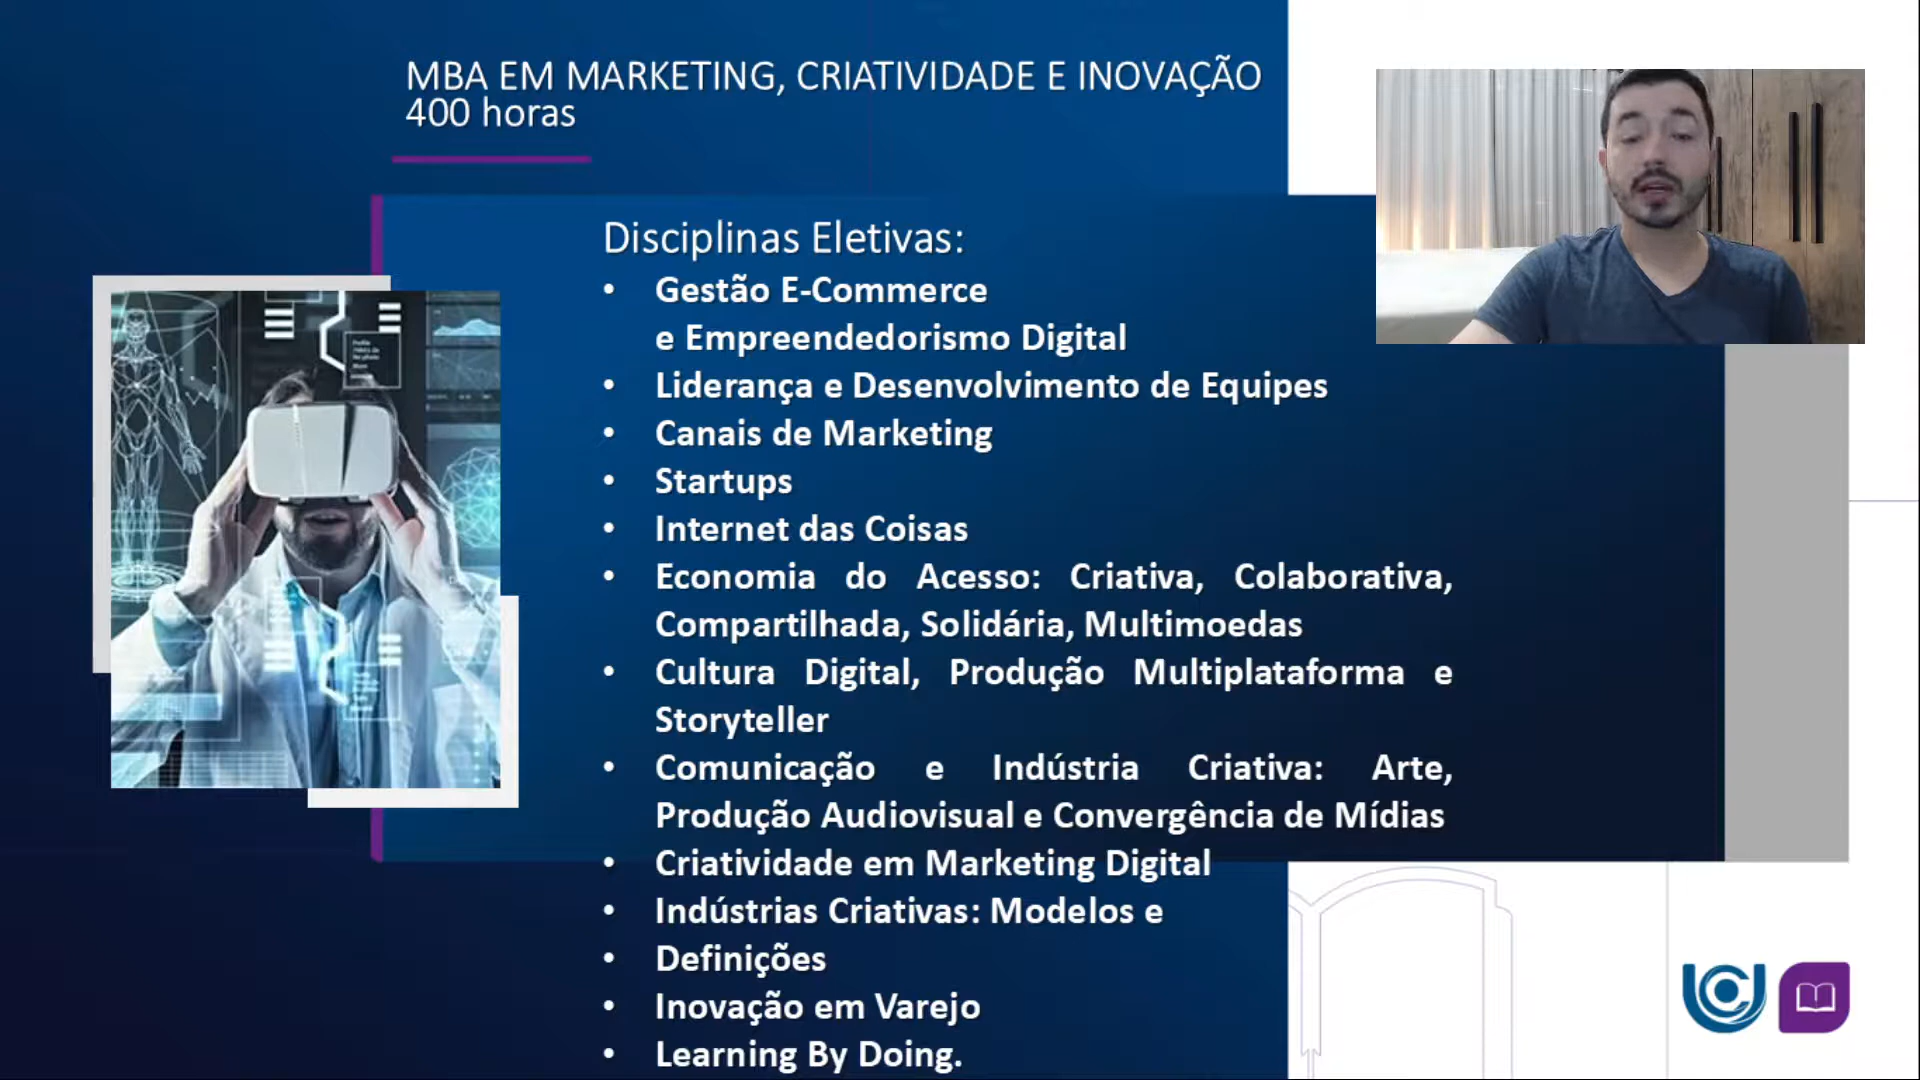 MBA EM MARKETING, CRIATIVIDADE E INOVAÇÃO
400 horas
Disciplinas Eletivas:
• Gestão E-Commerce
e Empreendedorismo Digital
• Liderança e Desenvolvimento de Equipes
• Canais de Marketing
• Startups
• Internet das Coisas
• Economia do Acesso: Criativa, Colaborativa,
Compartilhada, Solidária, Multimoedas
• Cultura Digital, Produção Multiplataforma e
Storyteller
• Comunicação e Indústria Criativa: Arte,
Produção Audiovisual e Convergência de Mídias
• Criatividade em Marketing Digital
• Indústrias Criativas: Modelos e
• Definições
• Inovação em Varejo
• Learning By Doing.